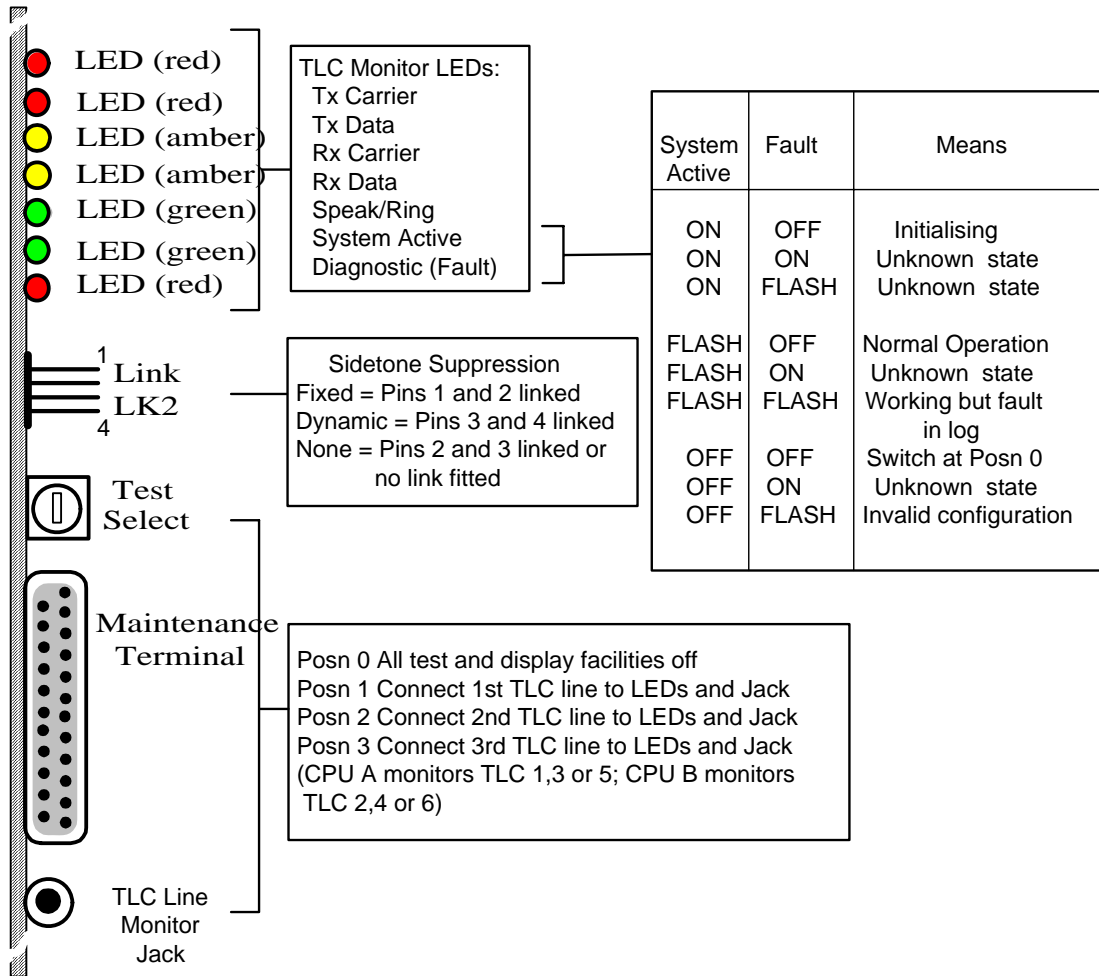 LED (red)
LED (red)
LED (amber)
LED (amber)
LED (green)
LED (green)
LED (red)
TLC Monitor LEDs:
Tx Carrier
Tx Data
Rx Carrier
Rx Data
Speak/Ring
System Active
Diagnostic (Fault)
System Active Fault Means
ON OFF Initialising
ON ON Unknown state
ON FLASH Unknown state
FLASH OFF Normal Operation
FLASH ON Unknown state
FLASH FLASH Working but fault
in log
OFF OFF Switch at Posn 0
OFF ON Unknown state
OFF FLASH Invalid configuration
1
Link
LK2
4
Sidetone Suppression
Fixed = Pins 1 and 2 linked
Dynamic = Pins 3 and 4 linked
None = Pins 2 and 3 linked or
no link fitted
Test
Select
Maintenance
Terminal
Posn 0 All test and display facilities off
Posn 1 Connect 1st TLC line to LEDs and Jack
Posn 2 Connect 2nd TLC line to LEDs and Jack
Posn 3 Connect 3rd TLC line to LEDs and Jack
(CPU A monitors TLC 1,3 or 5; CPU B monitors
TLC 2,4 or 6)
TLC Line
Monitor
Jack